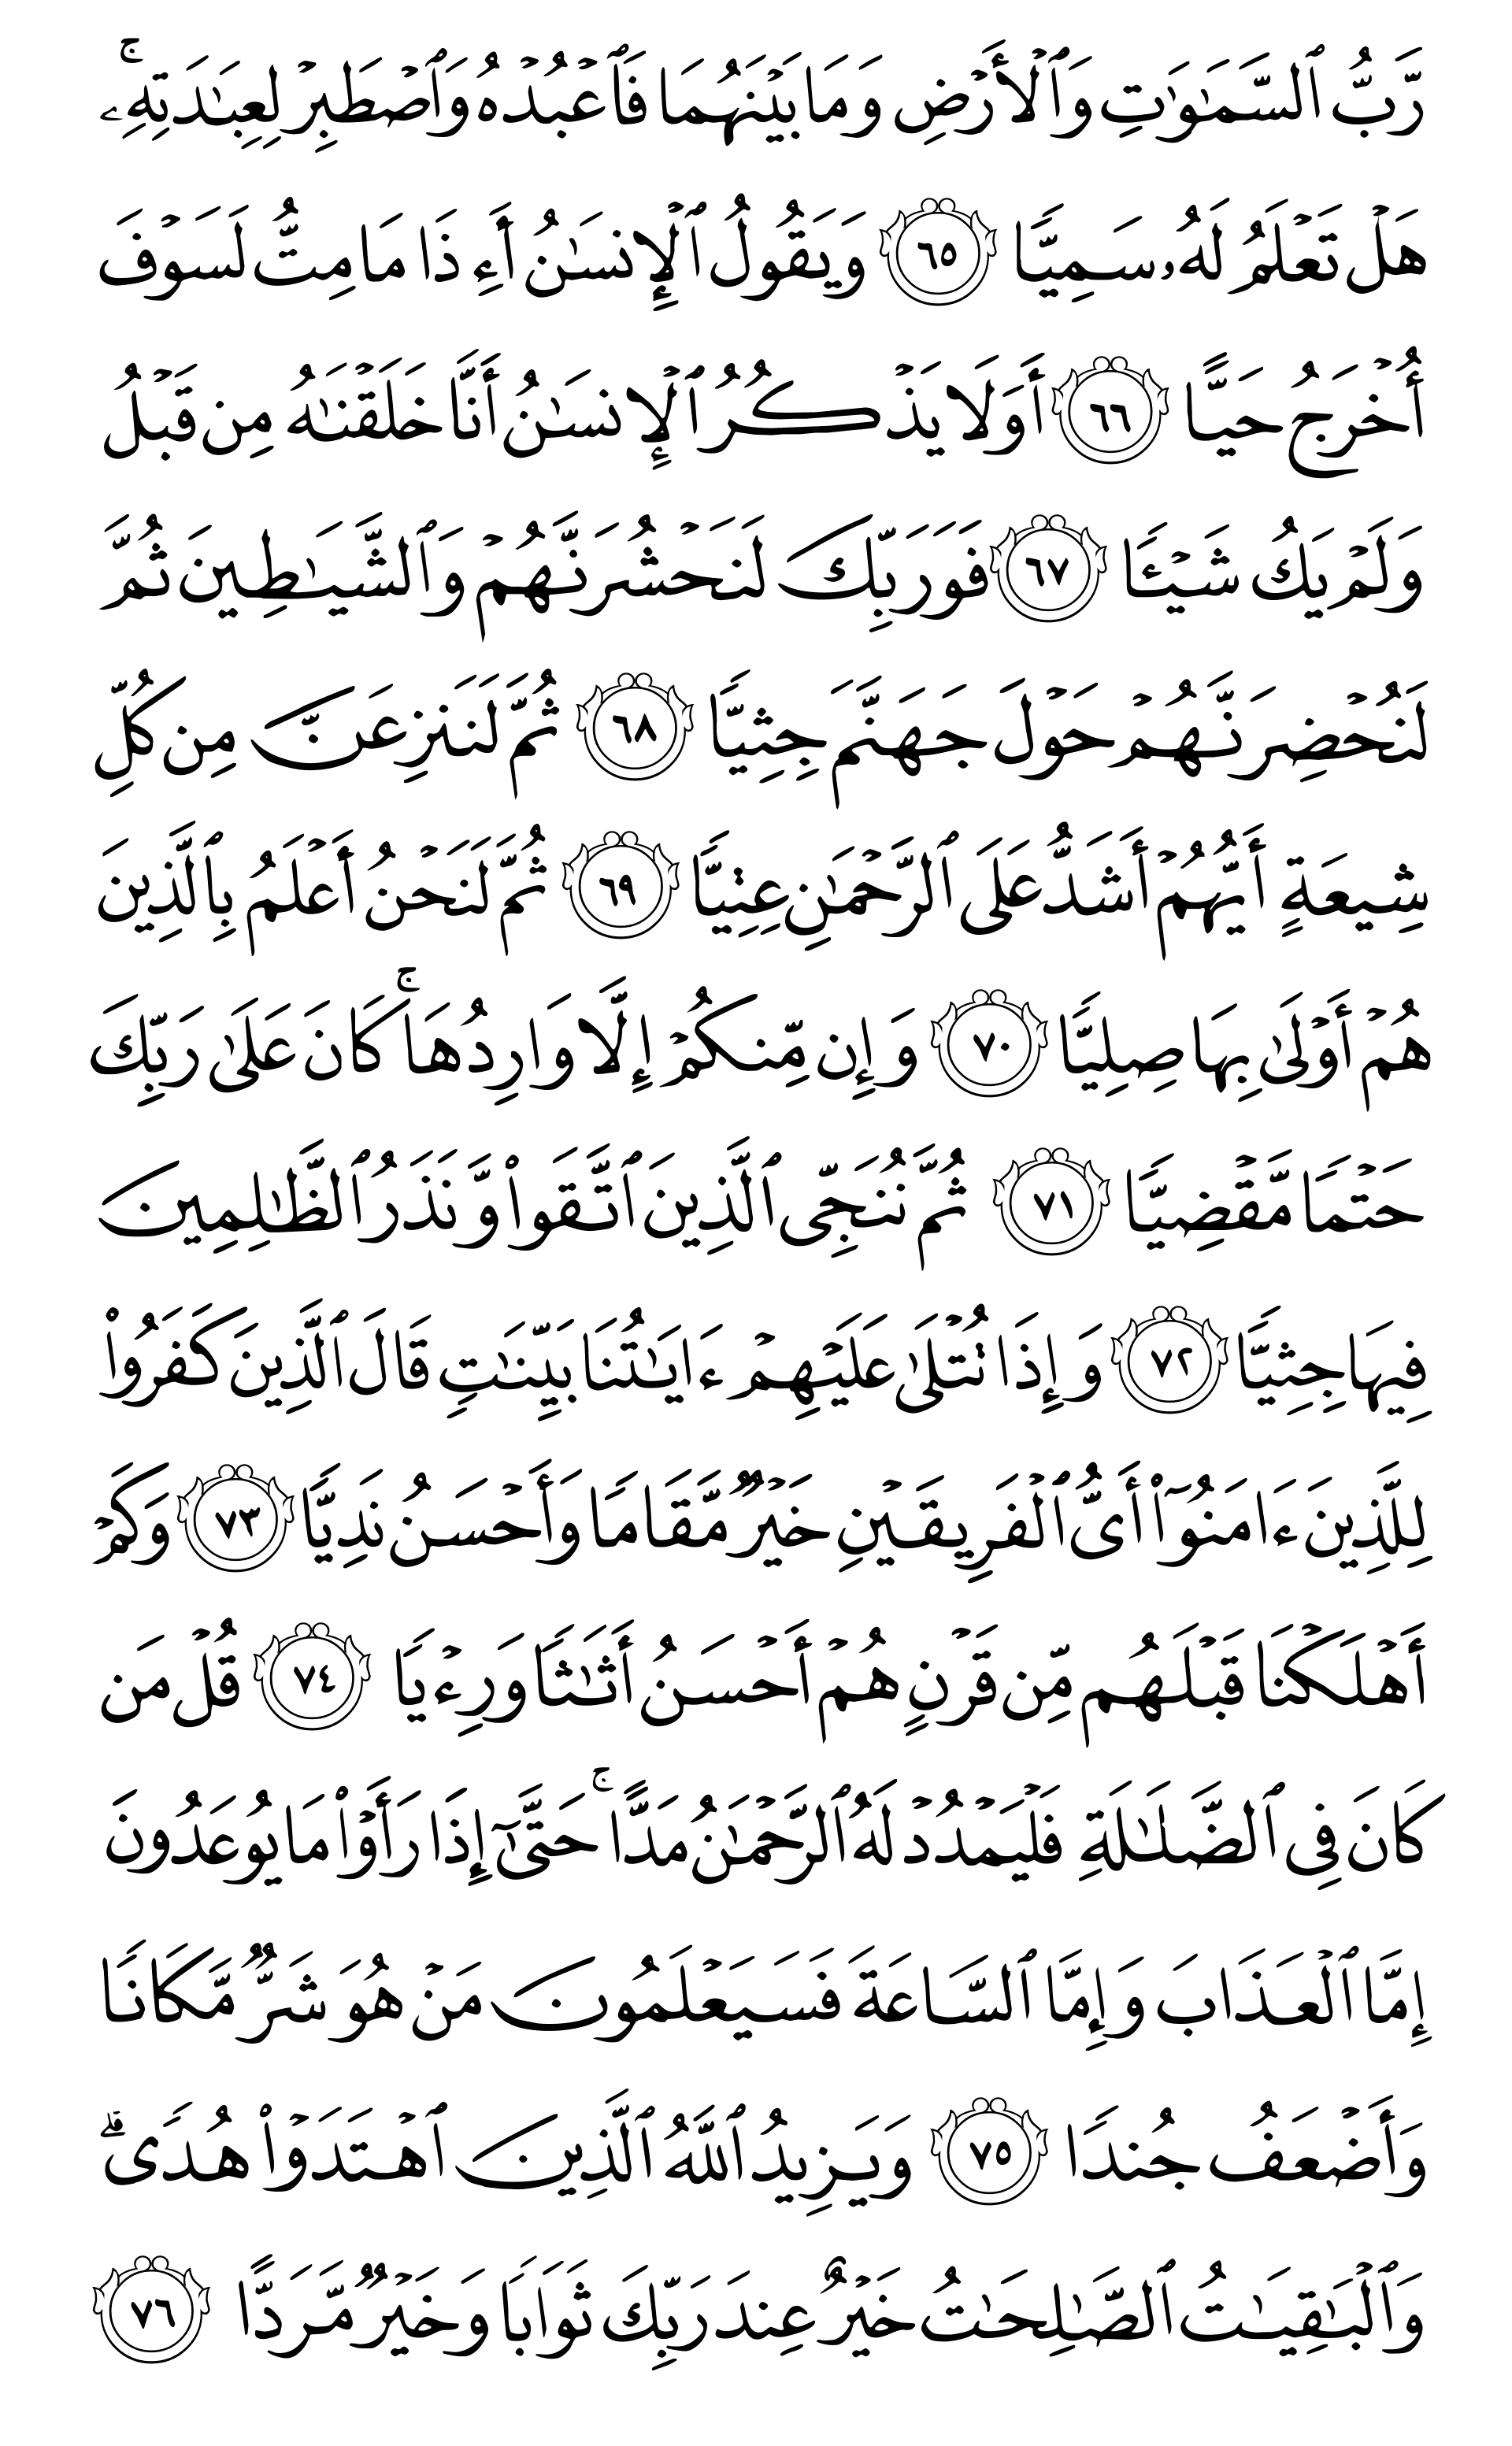 رَّبُّ ٱلسَّمَٰوَٰتِ وَٱلْأَرْضِ وَمَا بَيْنَهُمَا فَٱعْبُدْهُ وَٱصْطَبِرْ لِعِبَٰدَتِهِۦۚ
هَلْ تَعْلَمُ لَهُۥ سَمِيًّا ٦٥ وَيَقُولُ ٱلْإِنسَٰنُ أَءِذَا مَا مِتُّ لَسَوْفَ
أُخْرَجُ حَيًّا ٦٦ أَوَلَا يَذْكُرُ ٱلْإِنسَٰنُ أَنَّا خَلَقْنَٰهُ مِن قَبْلُ
وَلَمْ يَكُ شَيْـًٔا ٦٧ فَوَرَبِّكَ لَنَحْشُرَنَّهُمْ وَٱلشَّيَٰطِينَ ثُمَّ
لَنُحْضِرَنَّهُمْ حَوْلَ جَهَنَّمَ جِثِيًّا ٦٨ ثُمَّ لَنَنزِعَنَّ مِن كُلِّ
شِيعَةٍ أَيُّهُمْ أَشَدُّ عَلَى ٱلرَّحْمَٰنِ عِتِيًّا ٦٩ ثُمَّ لَنَحْنُ أَعْلَمُ بِٱلَّذِينَ
هُمْ أَوْلَىٰ بِهَا صِلِيًّا ٧٠ وَإِن مِّنكُمْ إِلَّا وَارِدُهَاۚ كَانَ عَلَىٰ رَبِّكَ
حَتْمًا مَّقْضِيًّا ٧١ ثُمَّ نُنَجِّى ٱلَّذِينَ ٱتَّقَوا۟ وَّنَذَرُ ٱلظَّٰلِمِينَ
فِيهَا جِثِيًّا ٧٢ وَإِذَا تُتْلَىٰ عَلَيْهِمْ ءَايَٰتُنَا بَيِّنَٰتٍ قَالَ ٱلَّذِينَ كَفَرُوا۟
لِلَّذِينَ ءَامَنُوٓا۟ أَىُّ ٱلْفَرِيقَيْنِ خَيْرٌ مَّقَامًا وَأَحْسَنُ نَدِيًّا ٧٣ وَكَمْ
أَهْلَكْنَا قَبْلَهُم مِّن قَرْنٍ هُمْ أَحْسَنُ أَثَٰثًا وَرِءْيًا ٧٤ قُلْ مَن
كَانَ فِى ٱلضَّلَٰلَةِ فَلْيَمْدُدْ لَهُ ٱلرَّحْمَٰنُ مَدًّاۚ حَتَّىٰٓ إِذَا رَأَوْا۟ مَا يُوعَدُونَ
إِمَّا ٱلْعَذَابَ وَإِمَّا ٱلسَّاعَةَ فَسَيَعْلَمُونَ مَنْ هُوَ شَرٌّ مَّكَانًا
وَأَضْعَفُ جُندًا ٧٥ وَيَزِيدُ ٱللَّهُ ٱلَّذِينَ ٱهْتَدَوْا۟ هُدًىۗ
وَٱلْبَٰقِيَٰتُ ٱلصَّٰلِحَٰتُ خَيْرٌ عِندَ رَبِّكَ ثَوَابًا وَخَيْرٌ مَّرَدًّا ٧٦